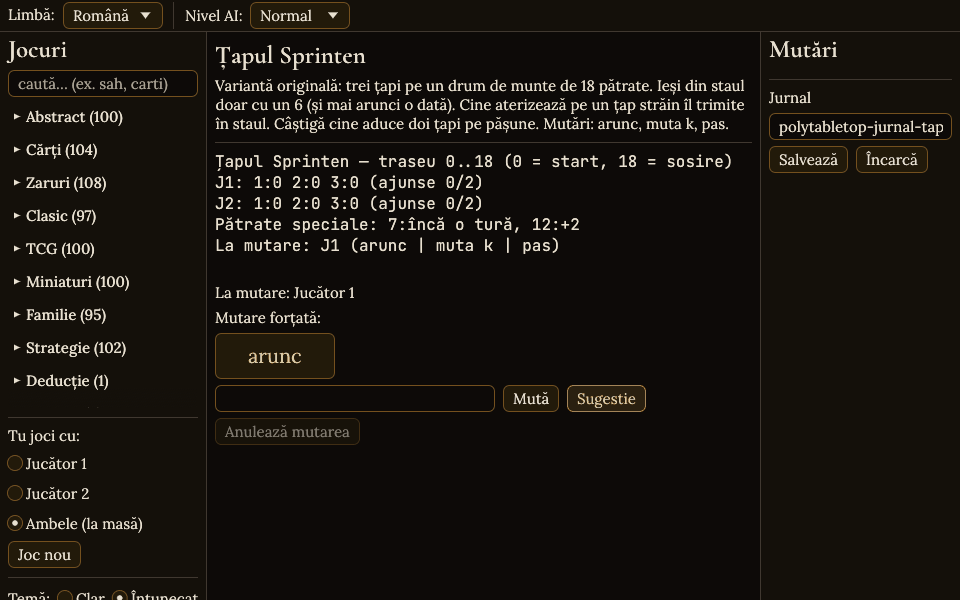 Limbă: Română ▼ Nivel AI: Normal ▼
Jocuri
caută... (ex. sah, carti)
▸ Abstract (100)
▸ Cărți (104)
▸ Zaruri (108)
▸ Clasic (97)
▸ TCG (100)
▸ Miniaturi (100)
▸ Familie (95)
▸ Strategie (102)
▸ Deducție (1)
Tu joci cu:
Jucător 1
Jucător 2
Ambele (la masă)
Joc nou
Temă: Clar Întunecat
Țapul Sprinten
Variantă originală: trei țapi pe un drum de munte de 18 pătrate. Ieși din staul
doar cu un 6 (și mai arunci o dată). Cine aterizează pe un țap străin îl trimite
în staul. Câștigă cine aduce doi țapi pe pășune. Mutări: arunc, muta k, pas.
Țapul Sprinten — traseu 0..18 (0 = start, 18 = sosire)
J1: 1:0 2:0 3:0 (ajunse 0/2)
J2: 1:0 2:0 3:0 (ajunse 0/2)
Pătrate speciale: 7:încă o tură, 12:+2
La mutare: J1 (arunc | muta k | pas)
La mutare: Jucător 1
Mutare forțată:
arunc
Mută Sugestie
Anulează mutarea
Mutări
Jurnal
polytabletop-jurnal-tap
Salvează Încarcă